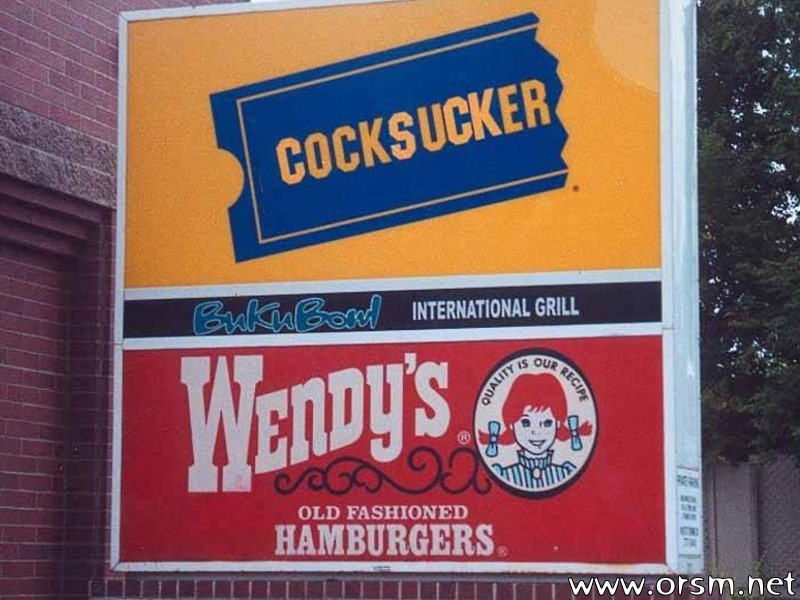 COCKSUCKER
BuKuBowl INTERNATIONAL GRILL
WENDY'S ®
QUALITY IS OUR RECIPE
OLD FASHIONED
HAMBURGERS ®
www.orsm.net